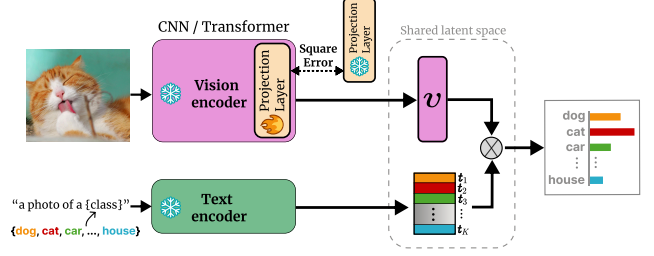 CNN / Transformer
Vision
encoder
Projection
Layer
Square
Error
Projection
Layer
Shared latent space
v
dog
cat
car
⋮ ⋮
house
"a photo of a {class}"
{dog, cat, car, ..., house}
Text
encoder
t1
t2
t3
⋮ ⋮
tK